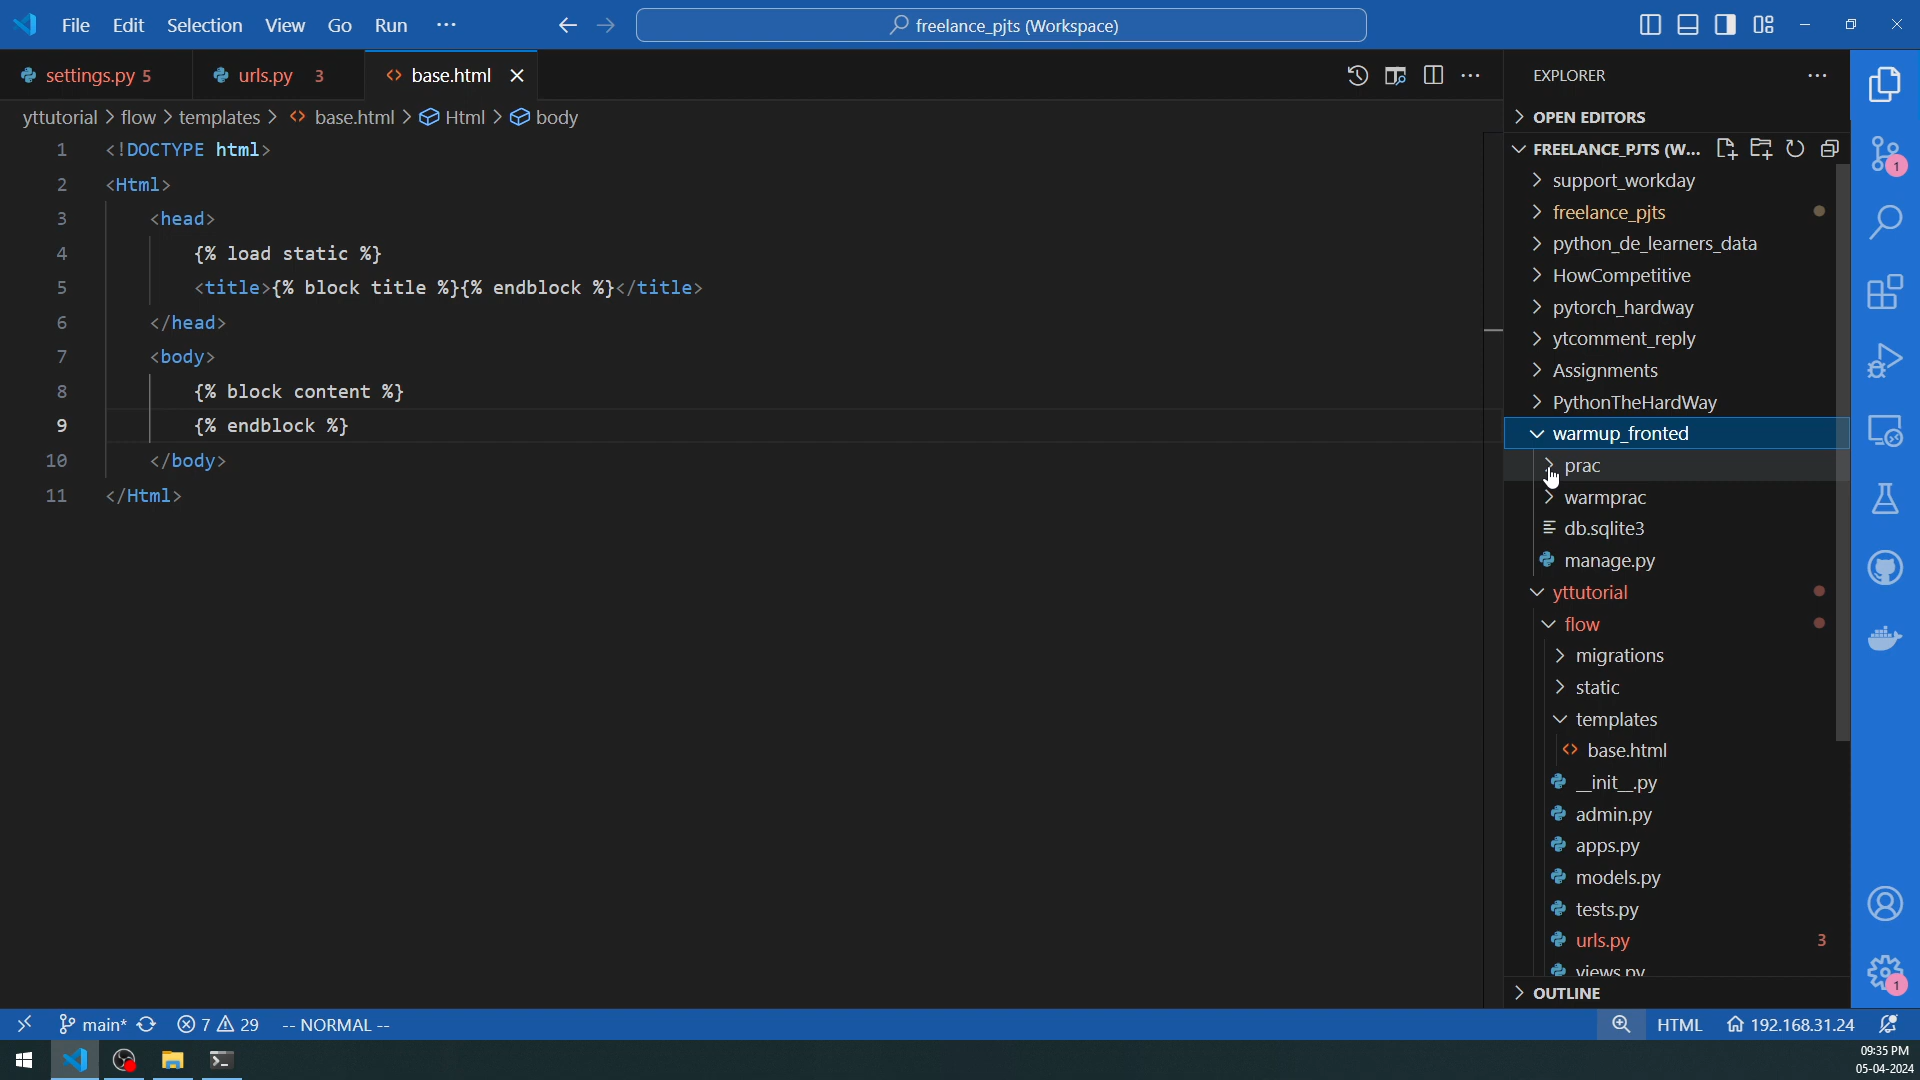 File Edit Selection View Go Run ··· freelance_pjts (Workspace)
settings.py 5 urls.py 3 base.html
yttutorial > flow > templates > base.html > Html > body
1 <!DOCTYPE html>
2 <Html>
3 <head>
4 {% load static %}
5 <title>{% block title %}{% endblock %}</title>
6 </head>
7 <body>
8 {% block content %}
9 {% endblock %}
10 </body>
11 </Html>
EXPLORER
OPEN EDITORS
FREELANCE_PJTS (W...
support_workday
freelance_pjts
python_de_learners_data
HowCompetitive
pytorch_hardway
ytcomment_reply
Assignments
PythonTheHardWay
warmup_fronted
prac
warmprac
db.sqlite3
manage.py
yttutorial
flow
migrations
static
templates
base.html
__init__.py
admin.py
apps.py
models.py
tests.py
urls.py 3
views.py
OUTLINE
1
1
main* 7 29 -- NORMAL -- HTML 192.168.31.24
09:35 PM
05-04-2024